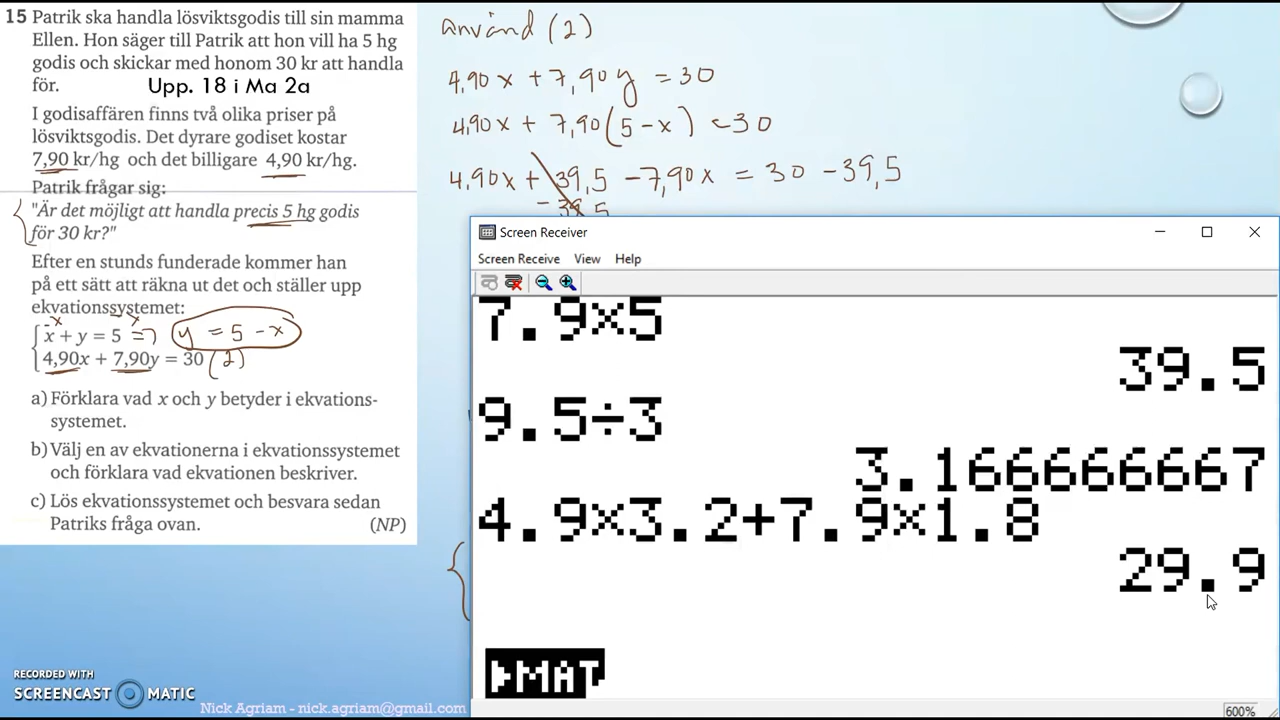 15 Patrik ska handla lösviktsgodis till sin mamma
Ellen. Hon säger till Patrik att hon vill ha 5 hg
godis och skickar med honom 30 kr att handla
för.
Upp. 18 i Ma 2a
I godisaffären finns två olika priser på
lösviktsgodis. Det dyrare godiset kostar
7,90 kr/hg och det billigare 4,90 kr/hg.
Patrik frågar sig:
"Är det möjligt att handla precis 5 hg godis
för 30 kr?"
Efter en stunds funderade kommer han
på ett sätt att räkna ut det och ställer upp
ekvationssystemet:
-x -x
x + y = 5 => y = 5 - x
4,90x + 7,90y = 30 (2)
a) Förklara vad x och y betyder i ekvations-
systemet.
b) Välj en av ekvationerna i ekvationssystemet
och förklara vad ekvationen beskriver.
c) Lös ekvationssystemet och besvara sedan
Patriks fråga ovan. (NP)
använd (2)
4,90x + 7,90y = 30
4,90x + 7,90(5-x) = 30
4,90x + 39,5 - 7,90x = 30 - 39,5
- 39,5
Screen Receiver
Screen Receive View Help
7.9×5
39.5
9.5÷3
3.166666667
4.9×3.2+7.9×1.8
29.9
▶MAT
600%
RECORDED WITH
SCREENCAST MATIC
Nick Agriam - nick.agriam@gmail.com